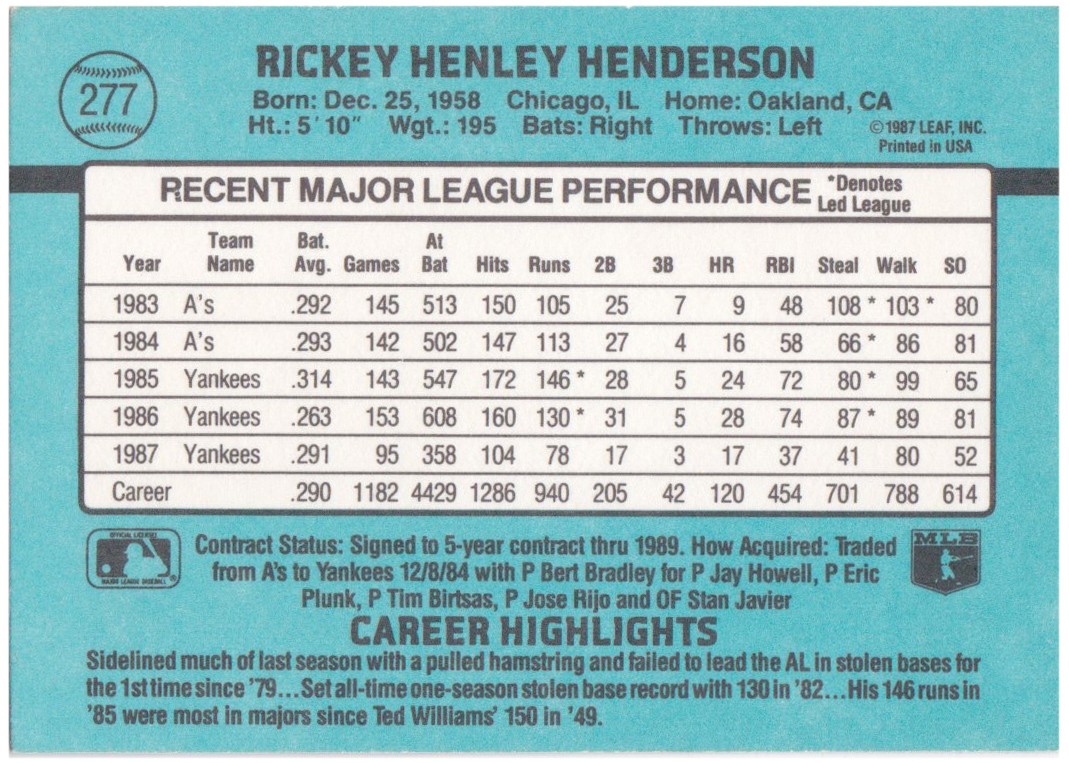 277
RICKEY HENLEY HENDERSON
Born: Dec. 25, 1958 Chicago, IL Home: Oakland, CA
Ht.: 5' 10" Wgt.: 195 Bats: Right Throws: Left
©1987 LEAF, INC.
Printed in USA
RECENT MAJOR LEAGUE PERFORMANCE *Denotes Led League
Year Team Name Bat. Avg. Games At Bat Hits Runs 2B 3B HR RBI Steal Walk SO
1983 A's .292 145 513 150 105 25 7 9 48 108 * 103 * 80
1984 A's .293 142 502 147 113 27 4 16 58 66 * 86 81
1985 Yankees .314 143 547 172 146 * 28 5 24 72 80 * 99 65
1986 Yankees .263 153 608 160 130 * 31 5 28 74 87 * 89 81
1987 Yankees .291 95 358 104 78 17 3 17 37 41 80 52
Career .290 1182 4429 1286 940 205 42 120 454 701 788 614
OFFICIAL LICENSEE
MAJOR LEAGUE BASEBALL ®
Contract Status: Signed to 5-year contract thru 1989. How Acquired: Traded
from A's to Yankees 12/8/84 with P Bert Bradley for P Jay Howell, P Eric
Plunk, P Tim Birtsas, P Jose Rijo and OF Stan Javier
MLB
CAREER HIGHLIGHTS
Sidelined much of last season with a pulled hamstring and failed to lead the AL in stolen bases for
the 1st time since '79...Set all-time one-season stolen base record with 130 in '82...His 146 runs in
'85 were most in majors since Ted Williams' 150 in '49.